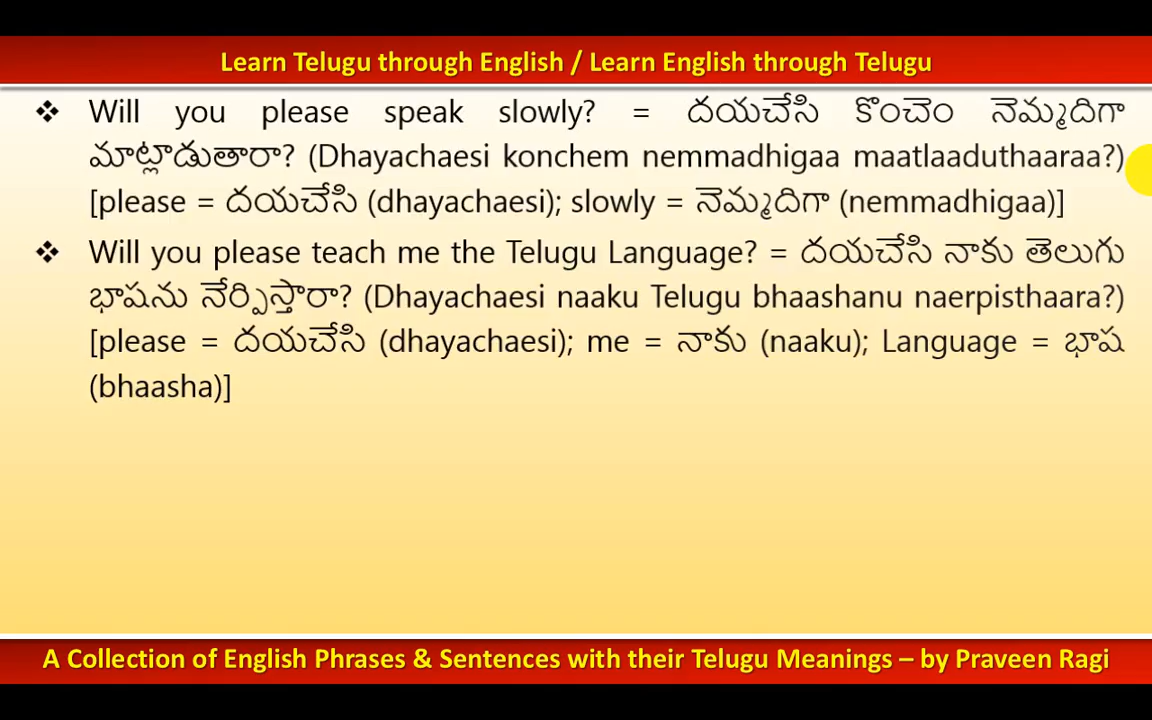 Learn Telugu through English / Learn English through Telugu
❖ Will you please speak slowly? = దయచేసి కొంచెం నెమ్మదిగా
మాట్లాడుతారా? (Dhayachaesi konchem nemmadhigaa maatlaaduthaaraa?)
[please = దయచేసి (dhayachaesi); slowly = నెమ్మదిగా (nemmadhigaa)]
❖ Will you please teach me the Telugu Language? = దయచేసి నాకు తెలుగు
భాషను నేర్పిస్తారా? (Dhayachaesi naaku Telugu bhaashanu naerpisthaara?)
[please = దయచేసి (dhayachaesi); me = నాకు (naaku); Language = భాష
(bhaasha)]
A Collection of English Phrases & Sentences with their Telugu Meanings – by Praveen Ragi